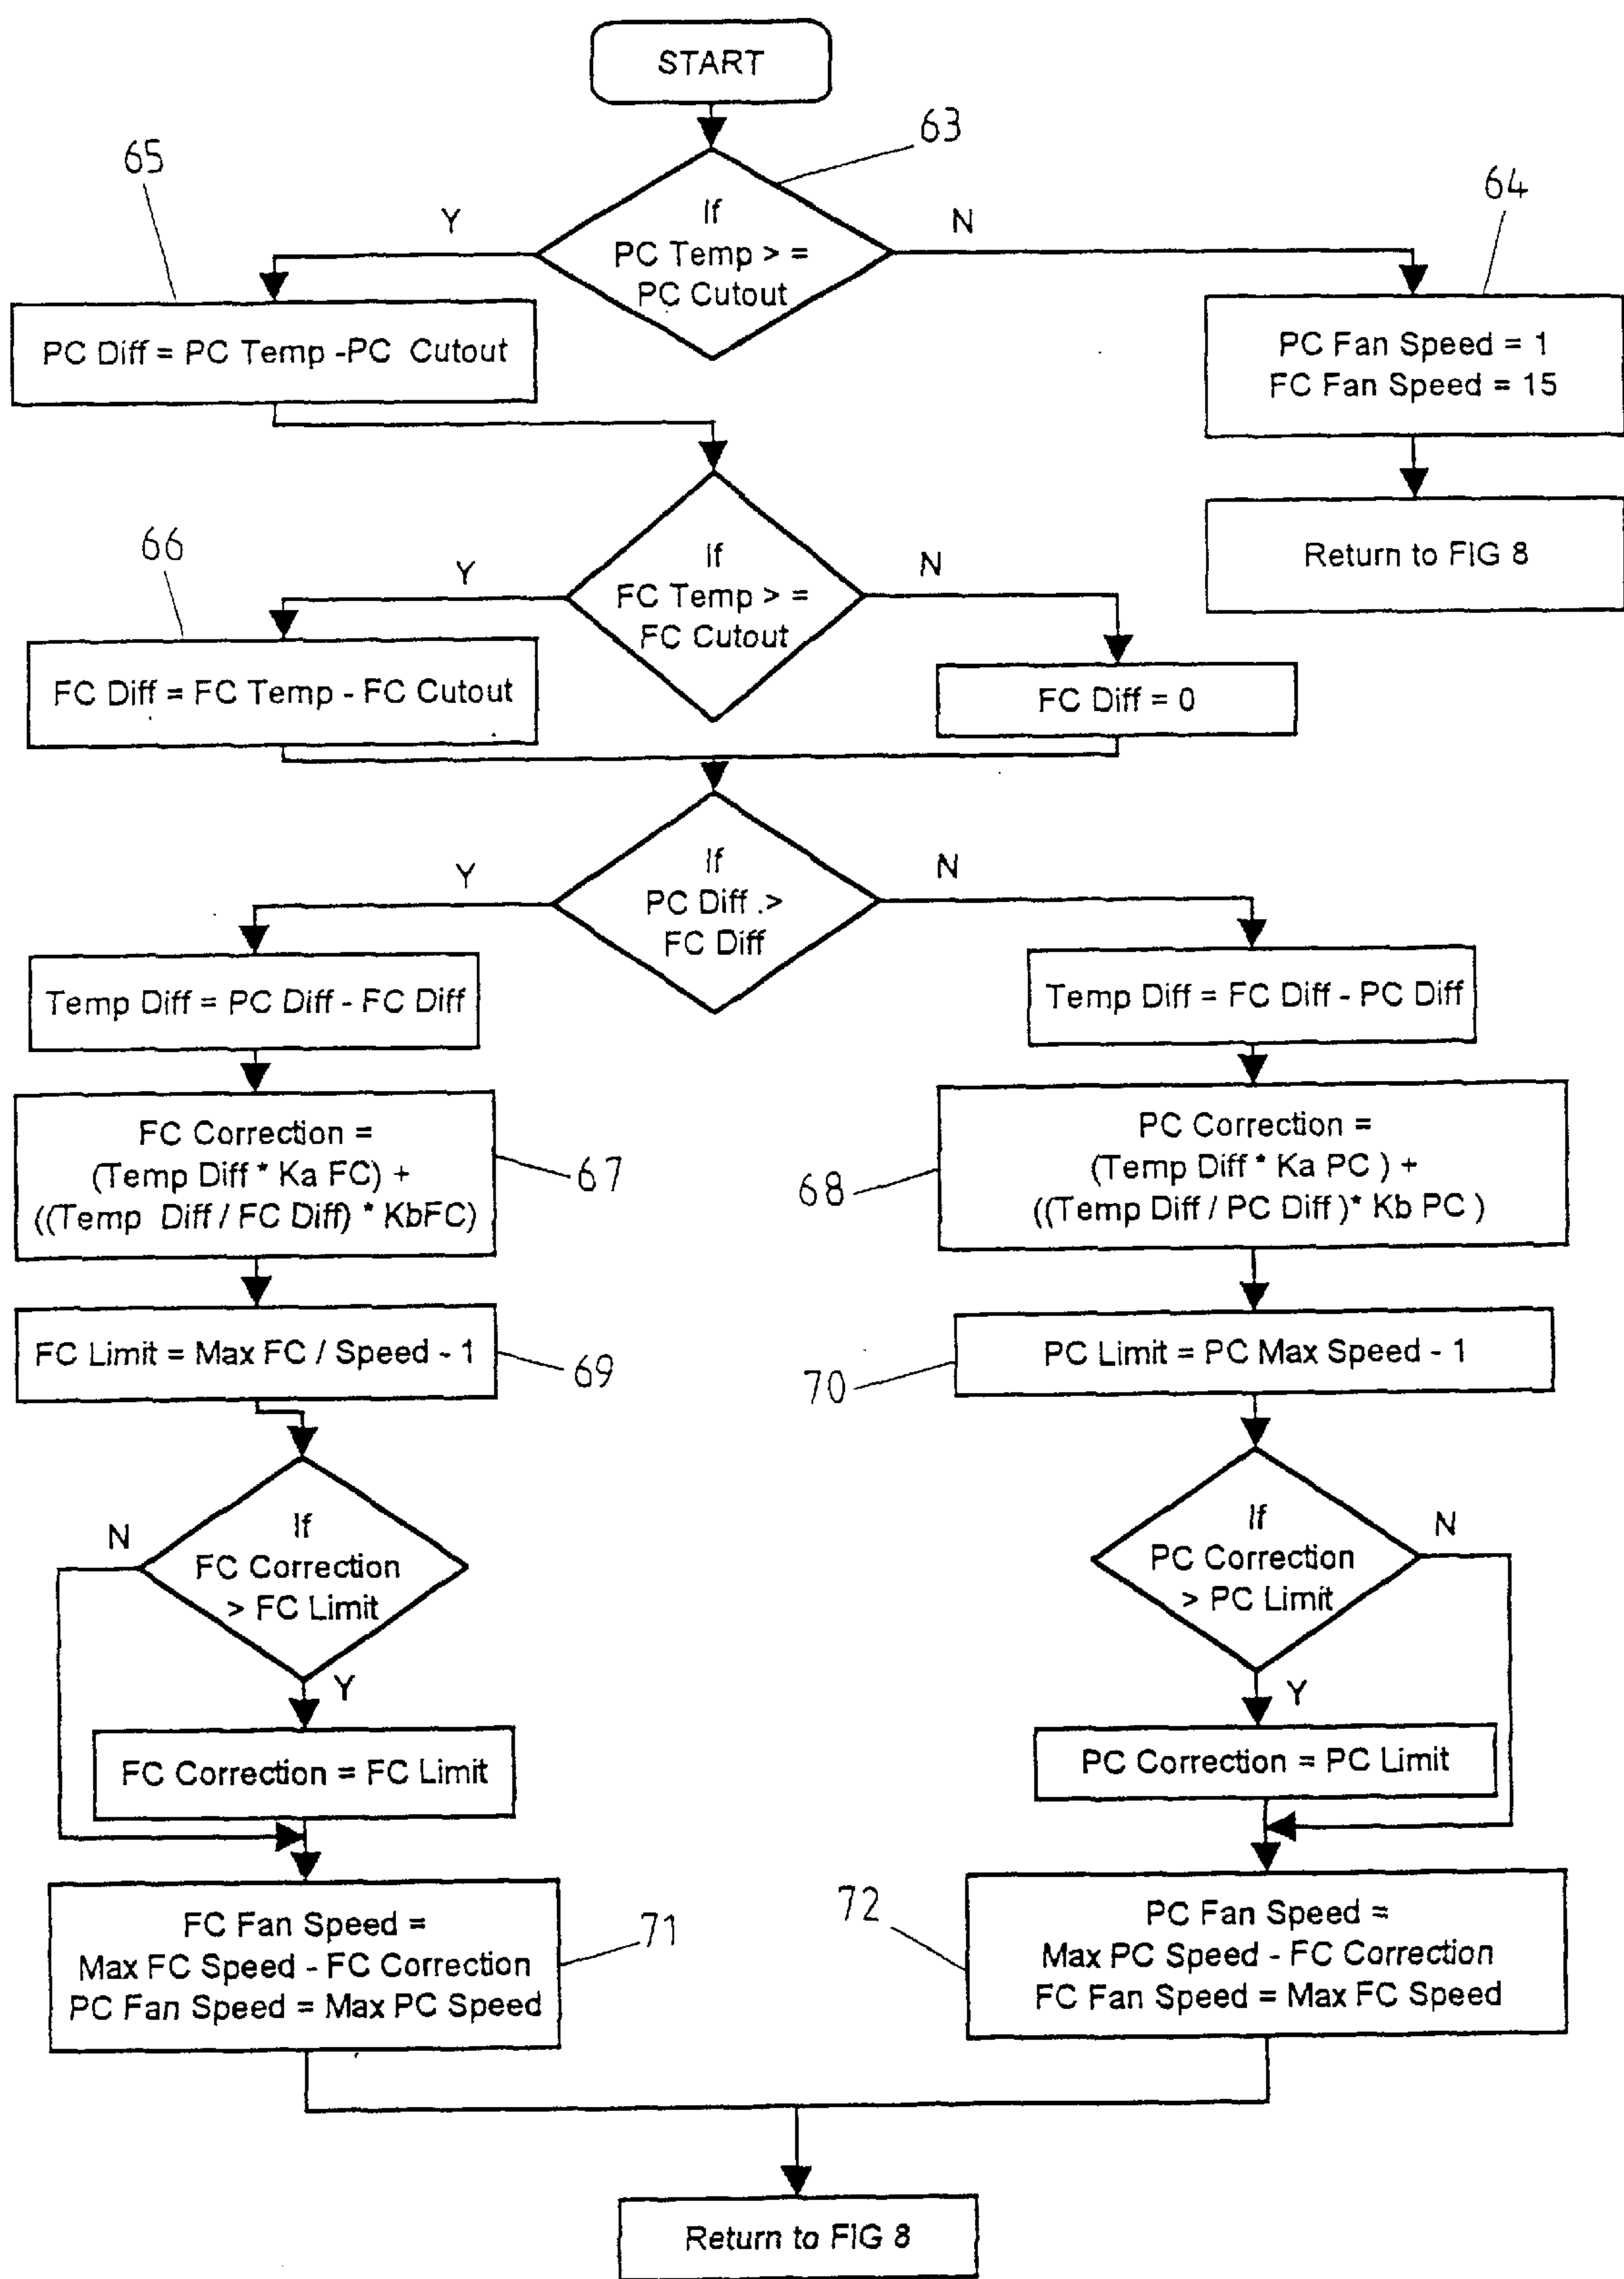 START
63
65
64
Y
If
PC Temp > =
PC Cutout
N
PC Diff = PC Temp -PC Cutout
PC Fan Speed = 1
FC Fan Speed = 15
Return to FIG 8
66
Y
If
FC Temp > =
FC Cutout
N
FC Diff = FC Temp - FC Cutout
FC Diff = 0
Y
If
PC Diff .>
FC Diff
N
Temp Diff = PC Diff - FC Diff
Temp Diff = FC Diff - PC Diff
FC Correction =
(Temp Diff * Ka FC) +
((Temp Diff / FC Diff) * KbFC)
67
68
PC Correction =
(Temp Diff * Ka PC ) +
((Temp Diff / PC Diff )* Kb PC )
FC Limit = Max FC / Speed - 1
69
70
PC Limit = PC Max Speed - 1
N
If
FC Correction
> FC Limit
Y
If
PC Correction
> PC Limit
N
Y
FC Correction = FC Limit
PC Correction = PC Limit
FC Fan Speed =
Max FC Speed - FC Correction
PC Fan Speed = Max PC Speed
71
72
PC Fan Speed =
Max PC Speed - FC Correction
FC Fan Speed = Max FC Speed
Return to FIG 8